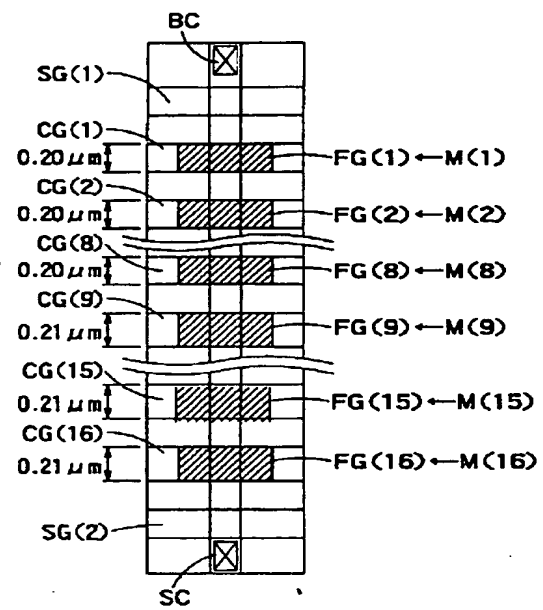 BC
SG(1)
CG(1)
0.20 μm
FG(1)←M(1)
CG(2)
0.20 μm
FG(2)←M(2)
CG(8)
0.20 μm
FG(8)←M(8)
CG(9)
0.21 μm
FG(9)←M(9)
CG(15)
0.21 μm
FG(15)←M(15)
CG(16)
0.21 μm
FG(16)←M(16)
SG(2)
SC